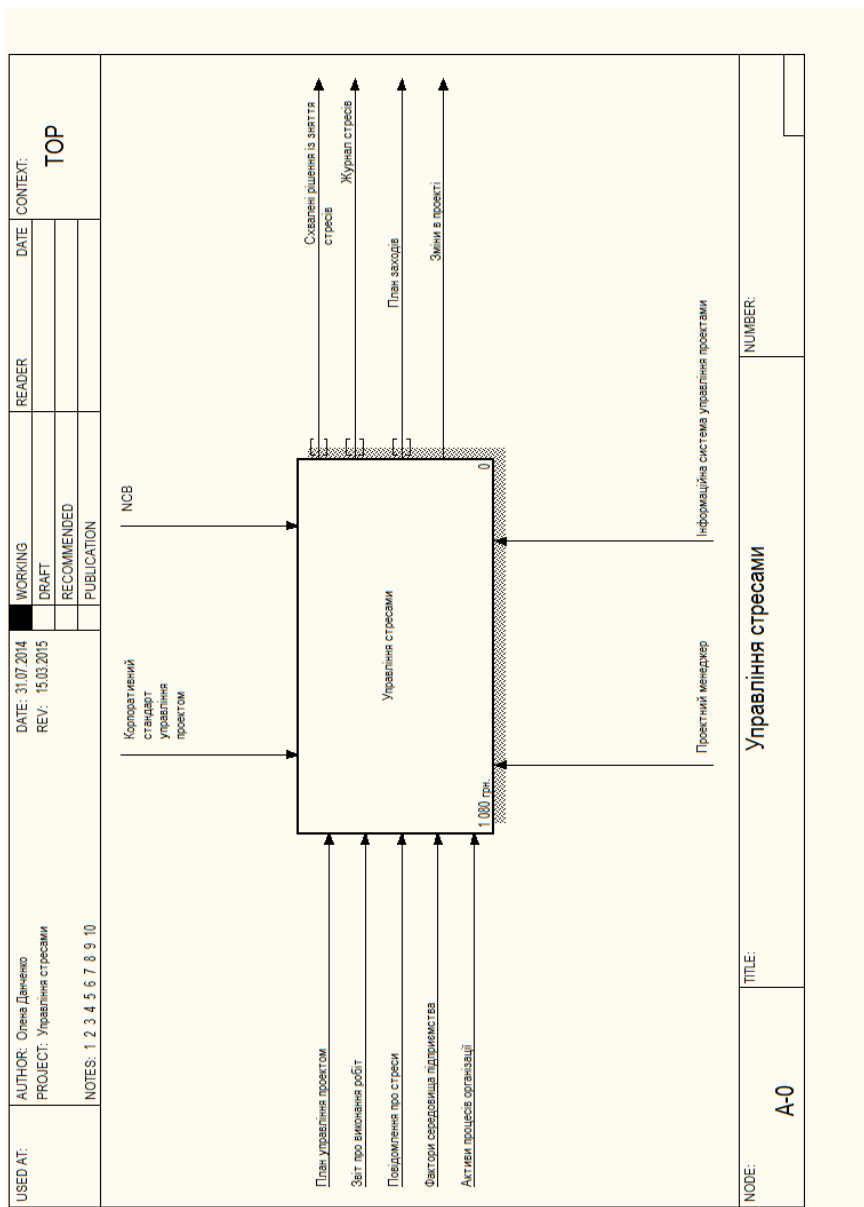 USED AT:
AUTHOR: Олена Данченко
PROJECT: Управління стресами
NOTES: 1 2 3 4 5 6 7 8 9 10
DATE: 31.07.2014
REV: 15.03.2015
WORKING
DRAFT
RECOMMENDED
PUBLICATION
READER
DATE
CONTEXT:
TOP
Корпоративний
стандарт
управління
проектом
NCB
План управління проектом
Звіт про виконання робіт
Повідомлення про стреси
Фактори середовища підприємства
Активи процесів організації
Управління стресами
1 080 грн.
0
Схвалені рішення із зняття
стресів
Журнал стресів
План заходів
Зміни в проекті
Проектний менеджер
Інформаційна система управління проектами
NODE:
A-0
TITLE:
Управління стресами
NUMBER: